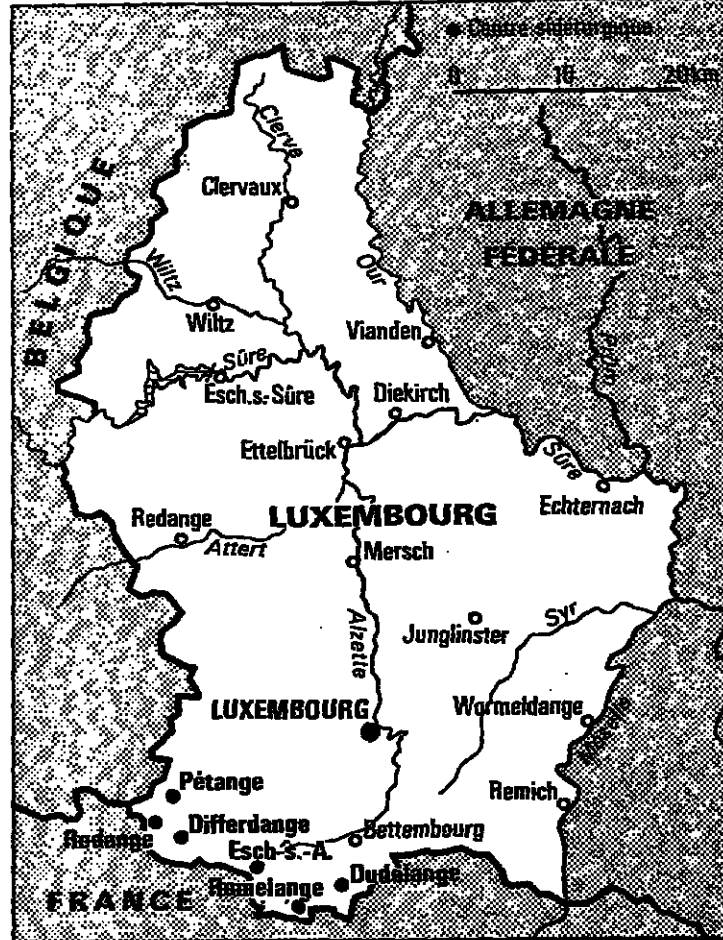 ● Centre sidérurgique
0 10 20km
BELGIQUE
Clerve
Clervaux
ALLEMAGNE
FEDERALE
Our
Wiltz
Wiltz
Vianden
Prüm
Sûre
Esch.s.-Sûre
Diekirch
Ettelbrück
Sûre
Echternach
Redange
LUXEMBOURG
Attert
Mersch
Alzette
Junglinster
Syr
LUXEMBOURG
Wormeldange
Moselle
Pétange
Remich
Rodange
Differdange
Bettembourg
Esch-s.-A.
Rumelange
Dudelange
FRANCE